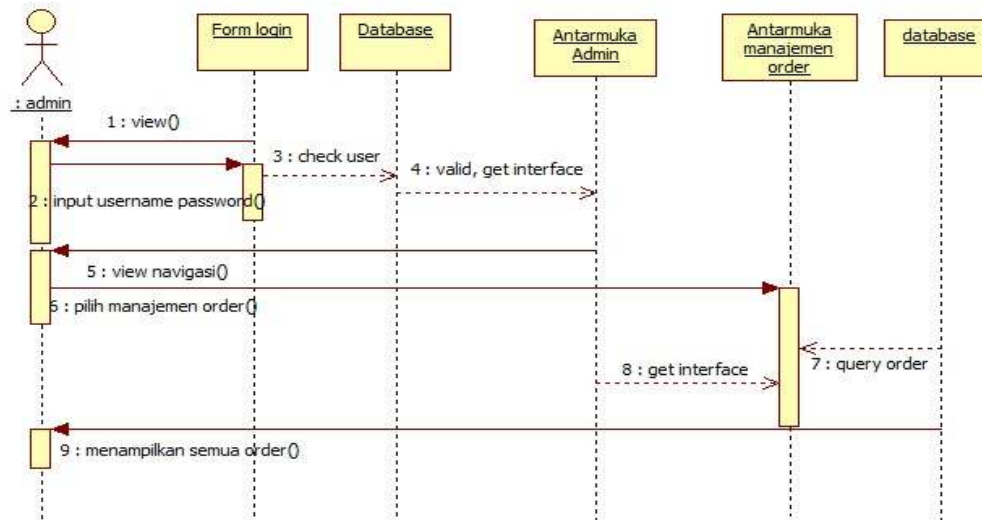 : admin
Form login
Database
Antarmuka
Admin
Antarmuka
manajemen
order
database
1 : view()
2 : input username password()
3 : check user
4 : valid, get interface
5 : view navigasi()
6 : pilih manajemen order()
7 : query order
8 : get interface
9 : menampilkan semua order()